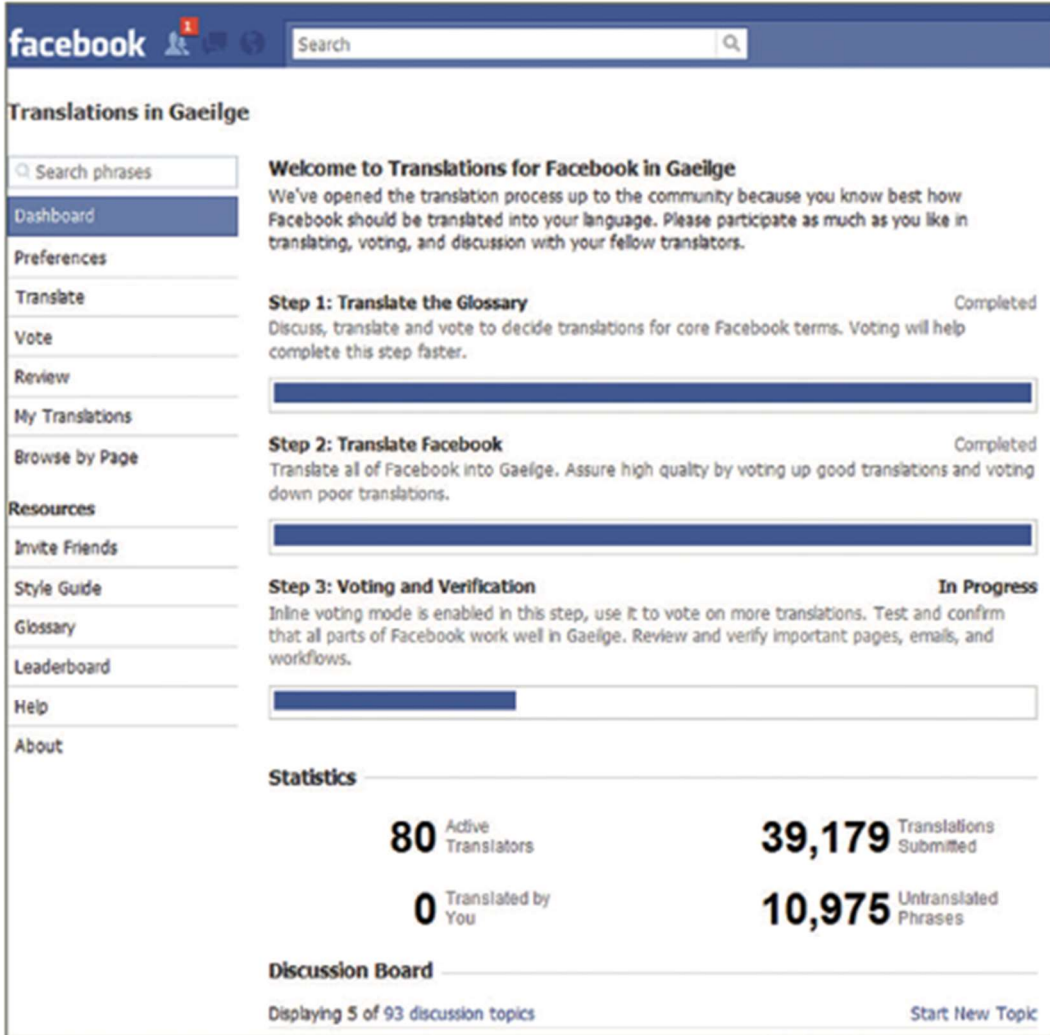 facebook 1 Search
Translations in Gaeilge
Search phrases
Dashboard
Preferences
Translate
Vote
Review
My Translations
Browse by Page
Resources
Invite Friends
Style Guide
Glossary
Leaderboard
Help
About
Welcome to Translations for Facebook in Gaeilge
We've opened the translation process up to the community because you know best how
Facebook should be translated into your language. Please participate as much as you like in
translating, voting, and discussion with your fellow translators.
Step 1: Translate the Glossary Completed
Discuss, translate and vote to decide translations for core Facebook terms. Voting will help
complete this step faster.
Step 2: Translate Facebook Completed
Translate all of Facebook into Gaeilge. Assure high quality by voting up good translations and voting
down poor translations.
Step 3: Voting and Verification In Progress
Inline voting mode is enabled in this step, use it to vote on more translations. Test and confirm
that all parts of Facebook work well in Gaeilge. Review and verify important pages, emails, and
workflows.
Statistics
80 Active Translators 39,179 Translations Submitted
0 Translated by You 10,975 Untranslated Phrases
Discussion Board
Displaying 5 of 93 discussion topics Start New Topic